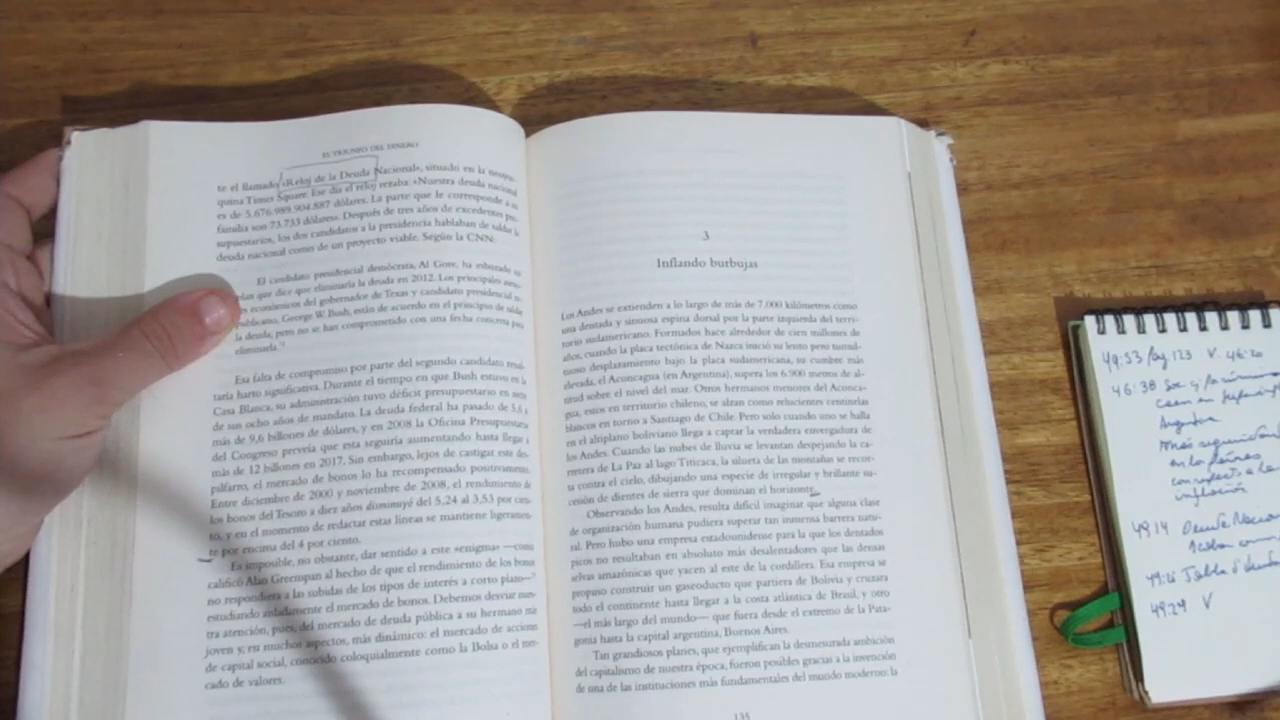 EL TRIUNFO DEL DINERO
te el llamado «Reloj de la Deuda Nacional», situado en la
quina Times Square. Ese día el reloj rezaba: «Nuestra deuda nacional
es de 5.676.989.904.887 dólares. La parte que le corresponde a su
familia son 73.733 dólares». Después de tres años de excedentes pre-
supuestarios, los dos candidatos a la presidencia hablaban de saldar la
deuda nacional como de un proyecto viable. Según la CNN:
El candidato presidencial demócrata, Al Gore, ha esbozado un
plan que dice que eliminaría la deuda en 2012. Los principales
económicos del gobernador de Texas y candidato presidencial
publicano, George W. Bush, están de acuerdo en el principio de saldar
la deuda, pero no se han comprometido con una fecha concreta para
eliminarla.
Esa falta de compromiso por parte del segundo candidato resul-
taría harto significativa. Durante el tiempo en que Bush estuvo en la
Casa Blanca, su administración tuvo déficit presupuestario en siete
de sus ocho años de mandato. La deuda federal ha pasado de 5,6 a
más de 9,6 billones de dólares, y en 2008 la Oficina Presupuestaria
del Congreso preveía que esta seguiría aumentando hasta llegar a
más de 12 billones en 2017. Sin embargo, lejos de castigar este des-
pilfarro, el mercado de bonos lo ha recompensado positivamente.
Entre diciembre de 2000 y noviembre de 2008, el rendimiento de
los bonos del Tesoro a diez años disminuyó del 5,24 al 3,53 por cien-
to, y en el momento de redactar estas líneas se mantiene ligeramen-
te por encima del 4 por ciento.
Es imposible, no obstante, dar sentido a este «enigma» —como
calificó Alan Greenspan al hecho de que el rendimiento de los bonos
no respondiera a las subidas de los tipos de interés a corto plazo—
estudiando aisladamente el mercado de bonos. Debemos desviar nues-
tra atención, pues, del mercado de deuda pública a su hermano más
joven y, en muchos aspectos, más dinámico: el mercado de acciones
de capital social, conocido coloquialmente como la Bolsa o el mer-
cado de valores.
3
Inflando burbujas
Los Andes se extienden a lo largo de más de 7.000 kilómetros como
una dentada y sinuosa espina dorsal por la parte izquierda del terri-
torio sudamericano. Formados hace alrededor de cien millones de
años, cuando la placa tectónica de Nazca inició su lento pero tumul-
tuoso desplazamiento bajo la placa sudamericana, su cumbre más
elevada, el Aconcagua (en Argentina), supera los 6.900 metros de al-
titud sobre el nivel del mar. Otros hermanos menores del Aconca-
gua, estos en territorio chileno, se alzan como relucientes centinelas
blancos en torno a Santiago de Chile. Pero solo cuando uno se halla
en el altiplano boliviano llega a captar la verdadera envergadura de
los Andes. Cuando las nubes de lluvia se levantan despejando la ca-
rretera de La Paz al lago Titicaca, la silueta de las montañas se recor-
ta contra el cielo, dibujando una especie de irregular y brillante su-
cesión de dientes de sierra que dominan el horizonte.
Observando los Andes, resulta difícil imaginar que alguna clase
de organización humana pudiera superar tan inmensa barrera natu-
ral. Pero hubo una empresa estadounidense para la que los dentados
picos no resultaban en absoluto más desalentadores que las densas
selvas amazónicas que yacen al este de la cordillera. Esa empresa se
propuso construir un gaseoducto que partiera de Bolivia y cruzara
todo el continente hasta llegar a la costa atlántica de Brasil, y otro
—el más largo del mundo— que fuera desde el extremo de la Pata-
gonia hasta la capital argentina, Buenos Aires.
Tan grandiosos planes, que ejemplifican la desmesurada ambición
del capitalismo de nuestra época, fueron posibles gracias a la invención
de una de las instituciones más fundamentales del mundo moderno: la
135
49:53 /pag.123 V. 46:20
46:38
Argentina
inflación
49 14 Deuda
49:29 V